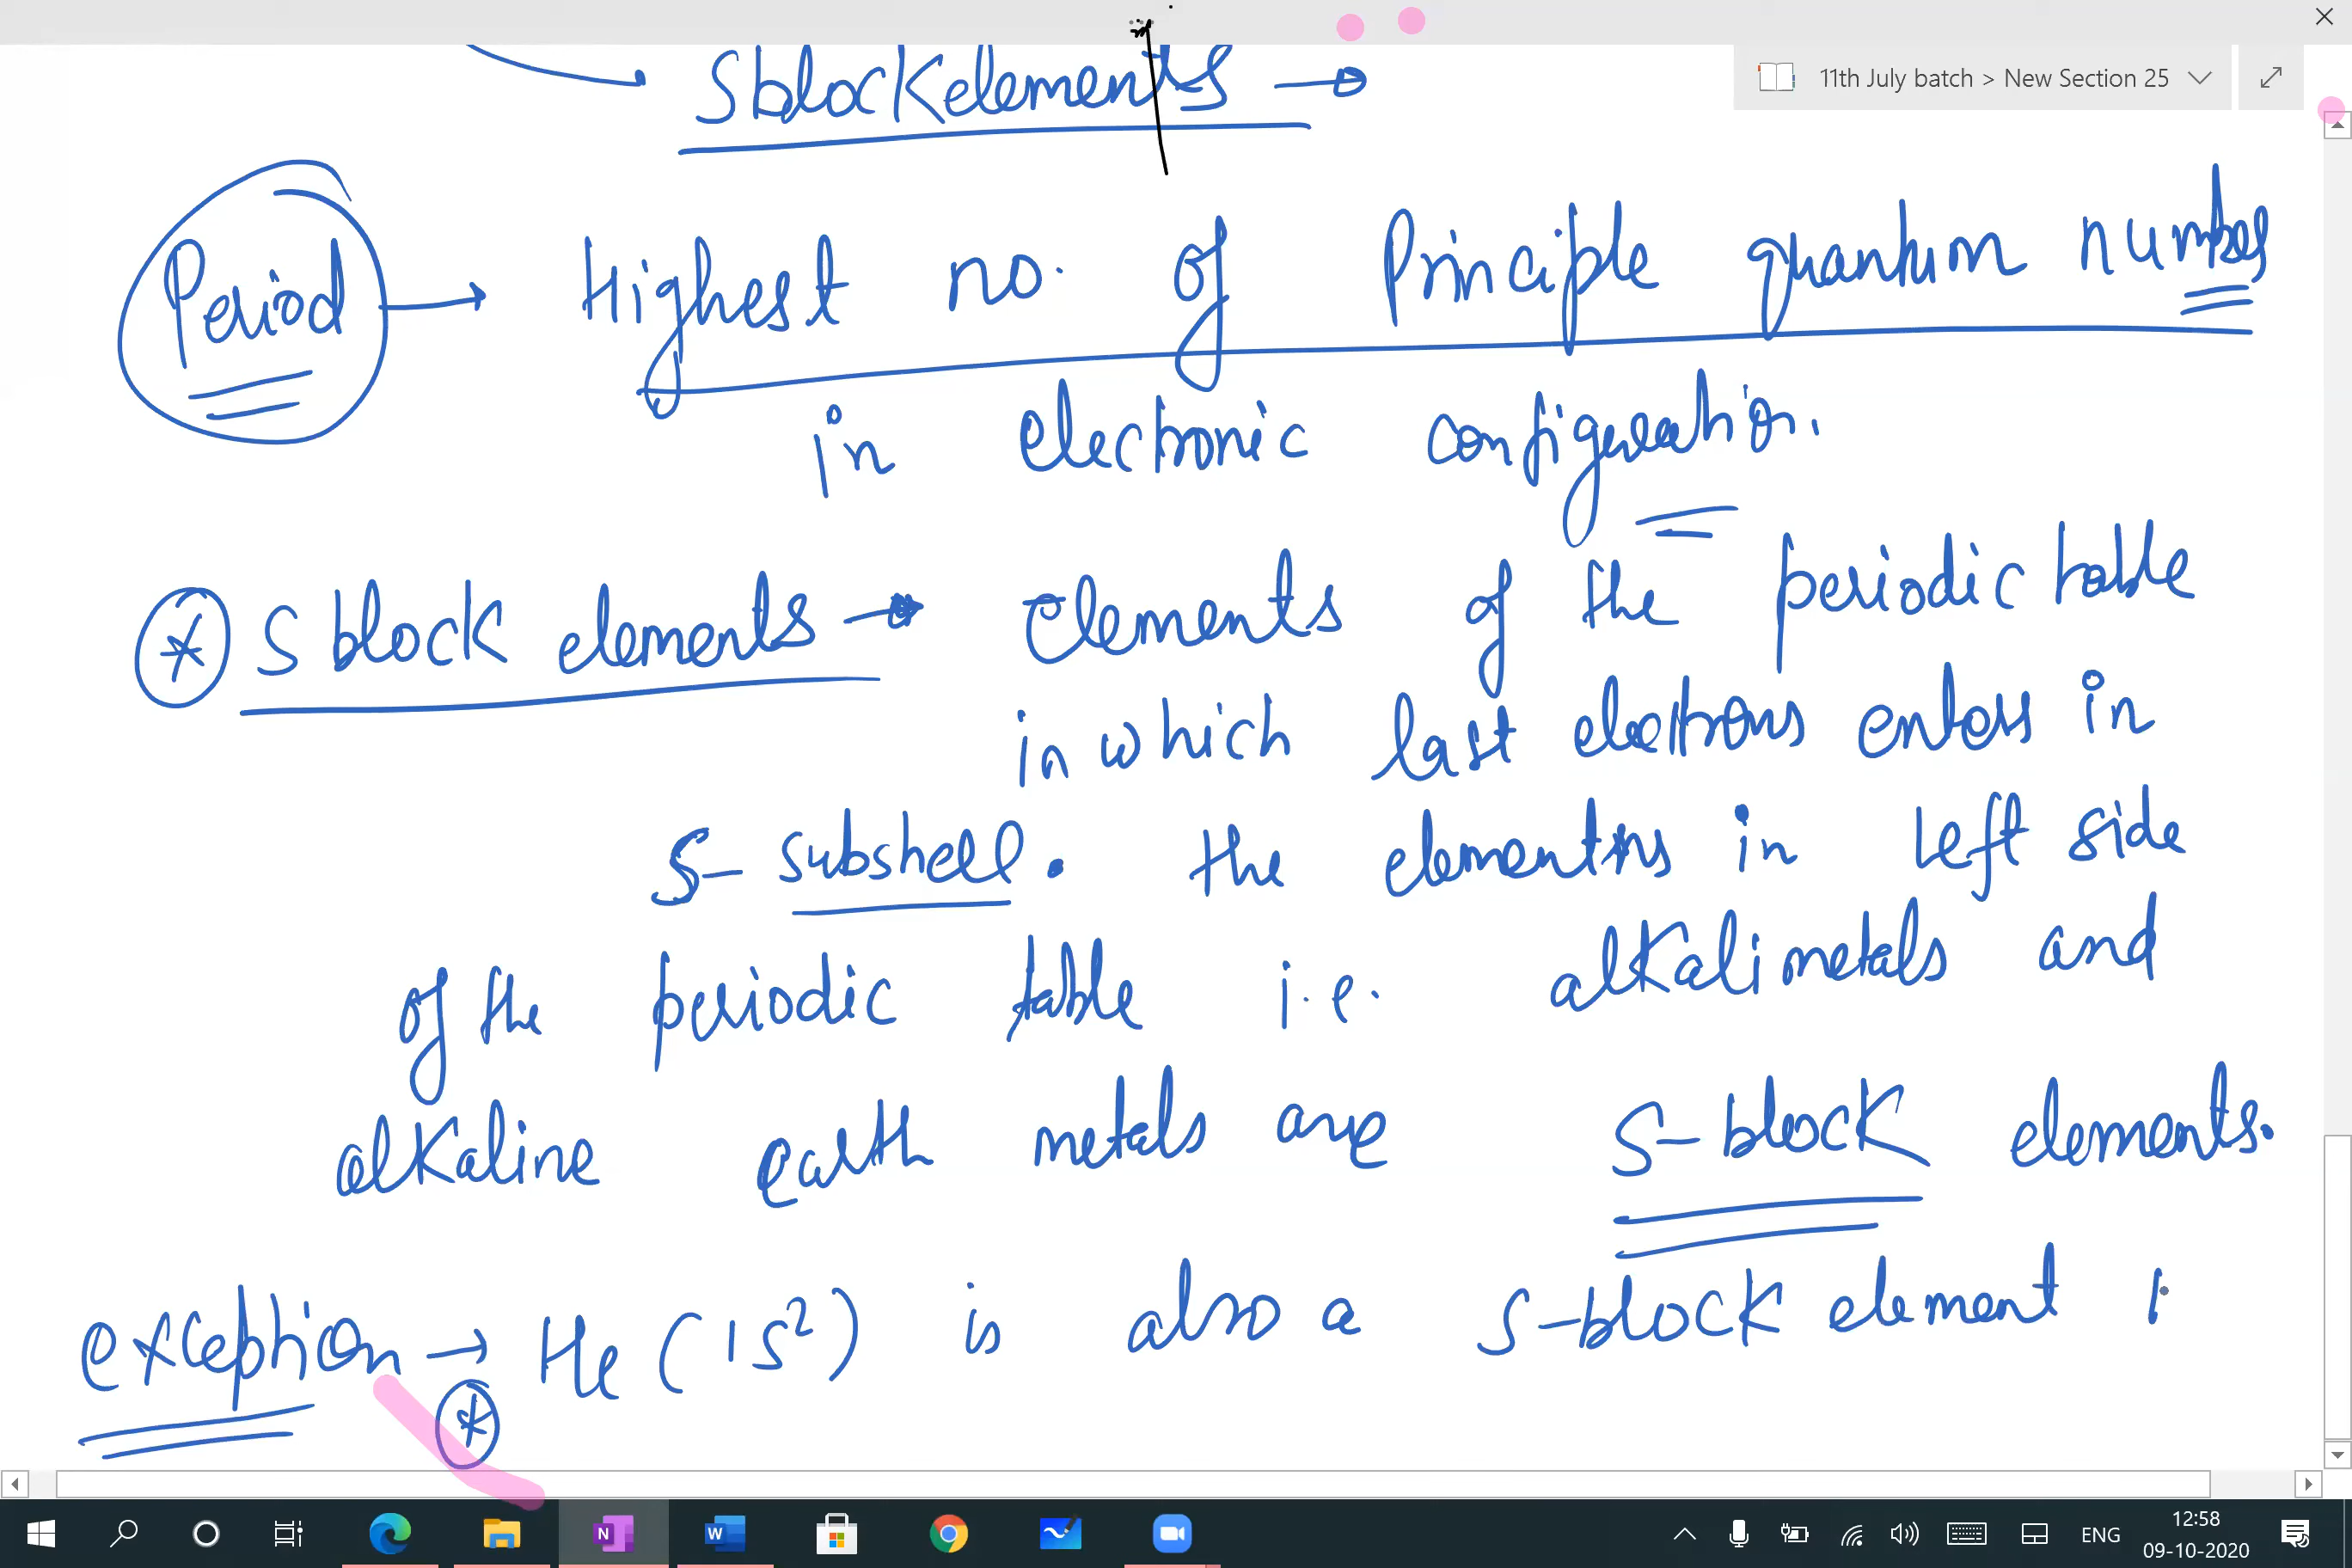 11th July batch > New Section 25
S block elements →
Period → Highest no. of Principle quantum number
in electronic configuration.
* S block elements → elements of the periodic table
in which last electrons enters in
S- subshell. the elements in left side
of the periodic table i.e. alkali metals and
alkaline earth metals are S-block elements.
exception → He (1S²) is also a S-block element
*
N
W
ENG
12:58
09-10-2020